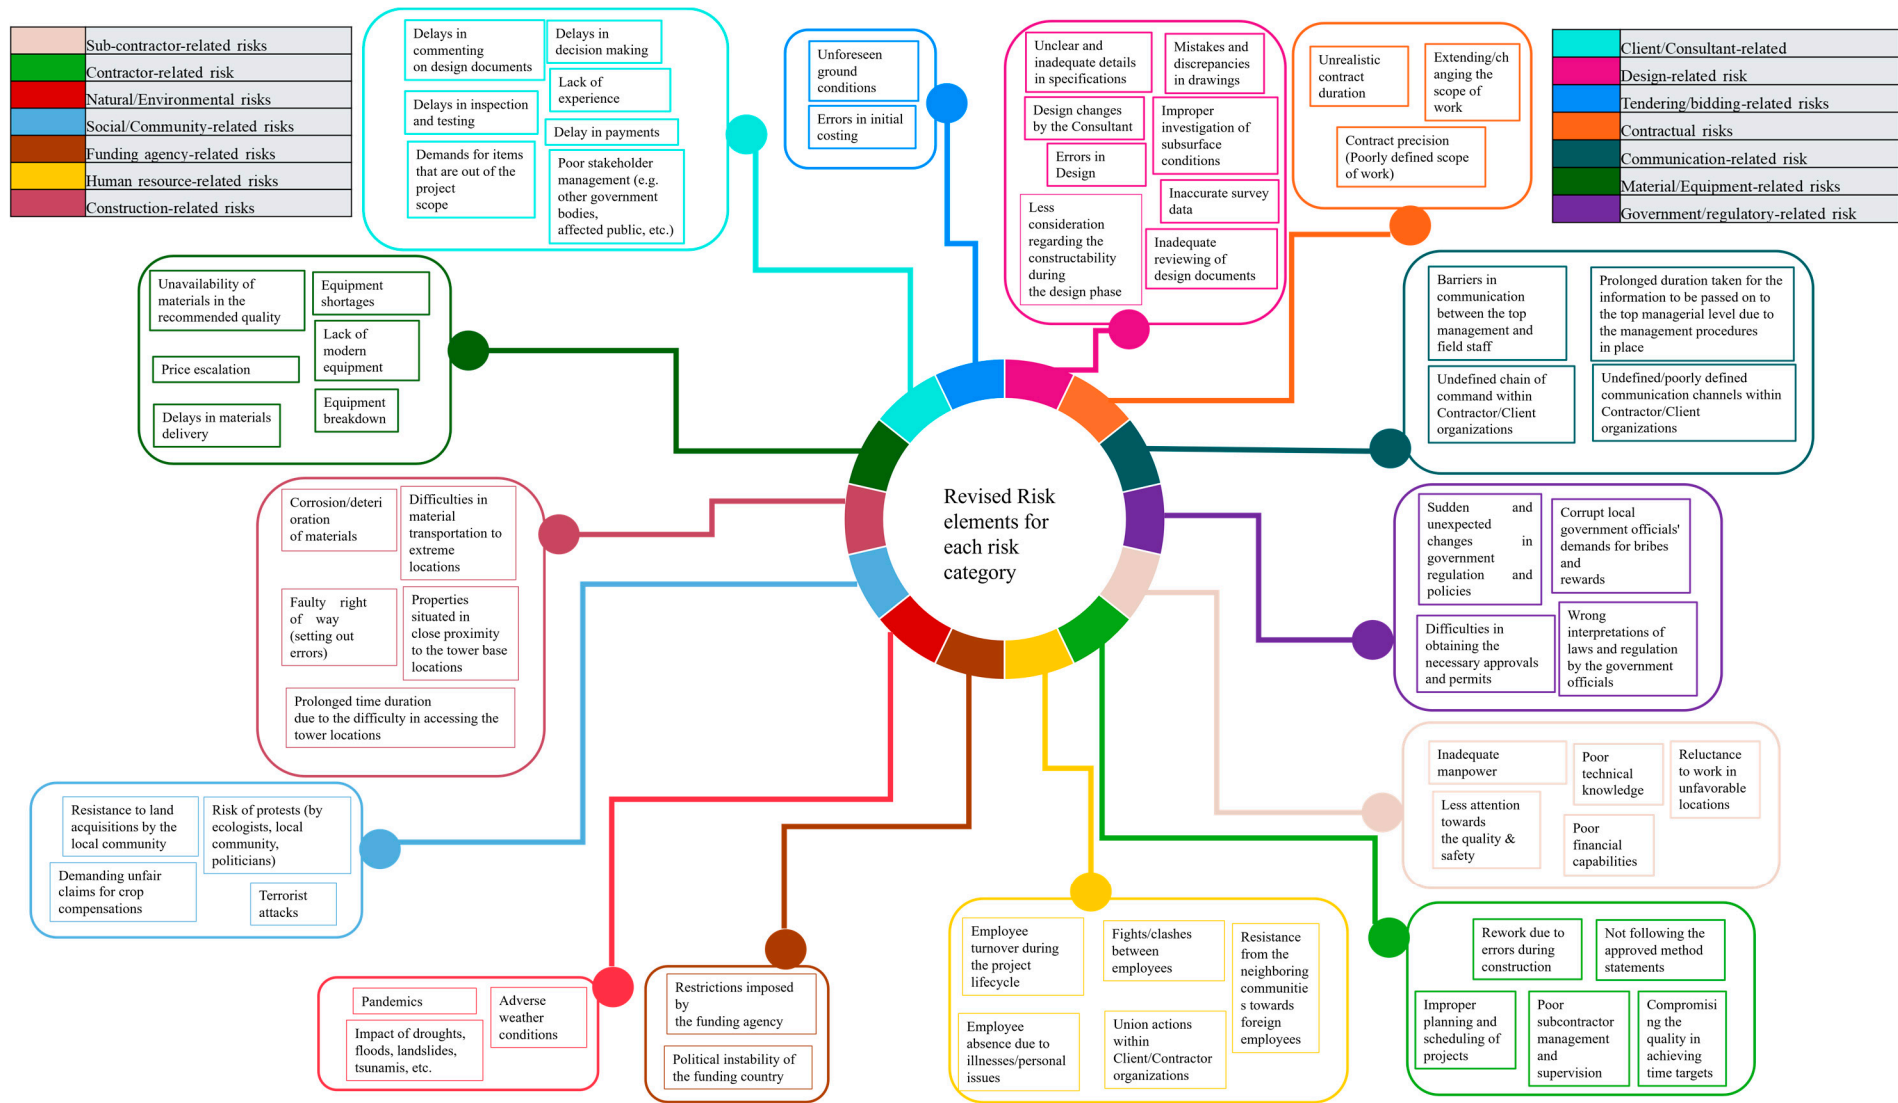 Sub-contractor-related risks
Contractor-related risk
Natural/Environmental risks
Social/Community-related risks
Funding agency-related risks
Human resource-related risks
Construction-related risks
Delays in
commenting
on design documents
Delays in
decision making
Lack of
experience
Delays in inspection
and testing
Delay in payments
Demands for items
that are out of the
project
scope
Poor stakeholder
management (e.g.
other government
bodies,
affected public, etc.)
Unforeseen
ground
conditions
Errors in initial
costing
Unclear and
inadequate details
in specifications
Mistakes and
discrepancies
in drawings
Design changes
by the Consultant
Improper
investigation of
subsurface
conditions
Errors in
Design
Inaccurate survey
data
Less
consideration
regarding the
constructability
during
the design phase
Inadequate
reviewing of
design documents
Unrealistic
contract
duration
Extending/ch
anging the
scope of
work
Contract precision
(Poorly defined scope
of work)
Client/Consultant-related
Design-related risk
Tendering/bidding-related risks
Contractual risks
Communication-related risk
Material/Equipment-related risks
Government/regulatory-related risk
Unavailability of
materials in the
recommended quality
Equipment
shortages
Lack of
modern
equipment
Price escalation
Equipment
breakdown
Delays in materials
delivery
Barriers in
communication
between the top
management and
field staff
Prolonged duration taken for the
information to be passed on to
the top managerial level due to
the management procedures
in place
Undefined chain of
command within
Contractor/Client
organizations
Undefined/poorly defined
communication channels within
Contractor/Client
organizations
Corrosion/deteri
oration
of materials
Difficulties in
material
transportation to
extreme
locations
Faulty right
of way
(setting out
errors)
Properties
situated in
close proximity
to the tower base
locations
Prolonged time duration
due to the difficulty in accessing the
tower locations
Revised Risk
elements for
each risk
category
Sudden and
unexpected
changes in
government
regulation and
policies
Corrupt local
government officials'
demands for bribes
and
rewards
Difficulties in
obtaining the
necessary approvals
and permits
Wrong
interpretations of
laws and regulation
by the government
officials
Resistance to land
acquisitions by the
local community
Risk of protests (by
ecologists, local
community,
politicians)
Demanding unfair
claims for crop
compensations
Terrorist
attacks
Inadequate
manpower
Poor
technical
knowledge
Reluctance
to work in
unfavorable
locations
Less attention
towards
the quality &
safety
Poor
financial
capabilities
Pandemics
Adverse
weather
conditions
Impact of droughts,
floods, landslides,
tsunamis, etc.
Restrictions imposed
by
the funding agency
Political instability of
the funding country
Employee
turnover during
the project
lifecycle
Fights/clashes
between
employees
Resistance
from the
neighboring
communitie
s towards
foreign
employees
Employee
absence due to
illnesses/personal
issues
Union actions
within
Client/Contractor
organizations
Rework due to
errors during
construction
Not following the
approved method
statements
Improper
planning and
scheduling of
projects
Poor
subcontractor
management
and
supervision
Compromisi
ng the
quality in
achieving
time targets